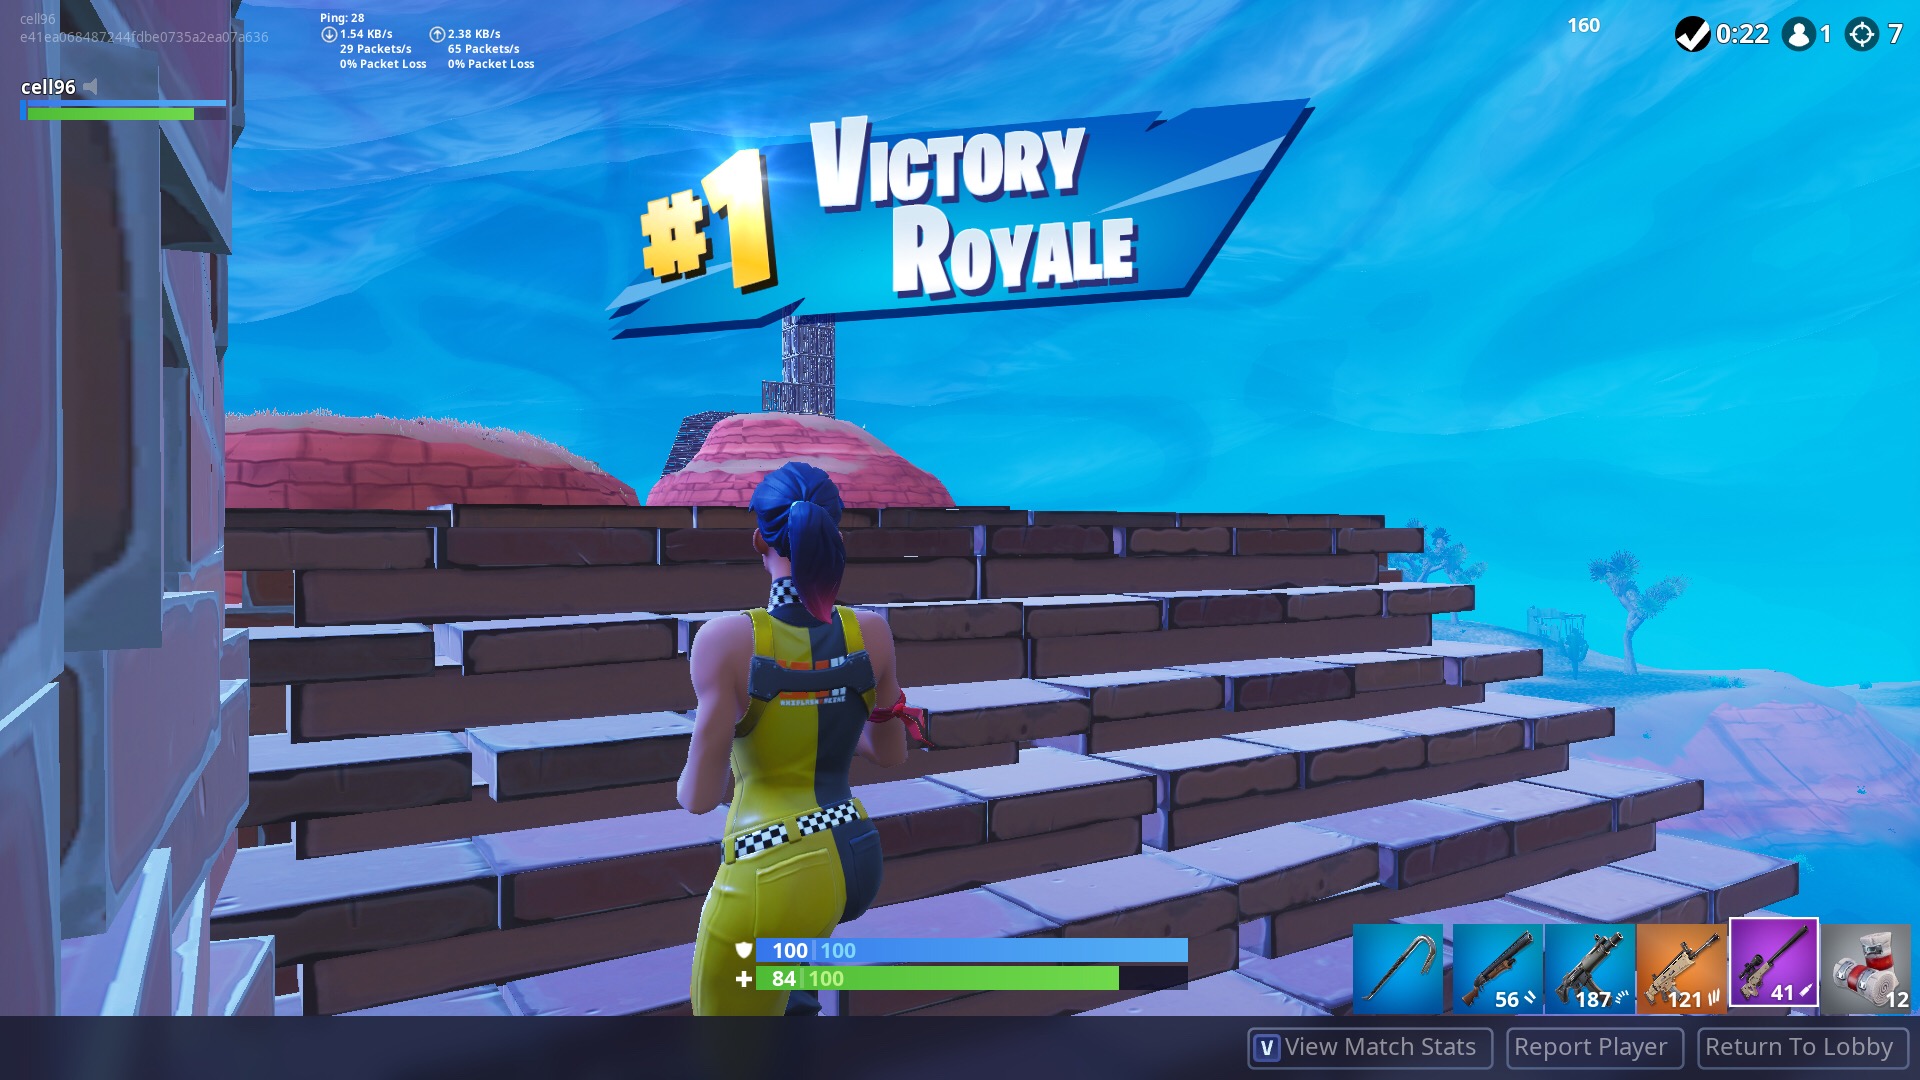 cell96
e41ea068487244fdbe0735a2ea07a636
Ping: 28
1.54 KB/s 2.38 KB/s
29 Packets/s 65 Packets/s
0% Packet Loss 0% Packet Loss
160
0:22 1 7
cell96
#1 VICTORY
ROYALE
100 100
84 100
56 187 121 41 12
V View Match Stats Report Player Return To Lobby